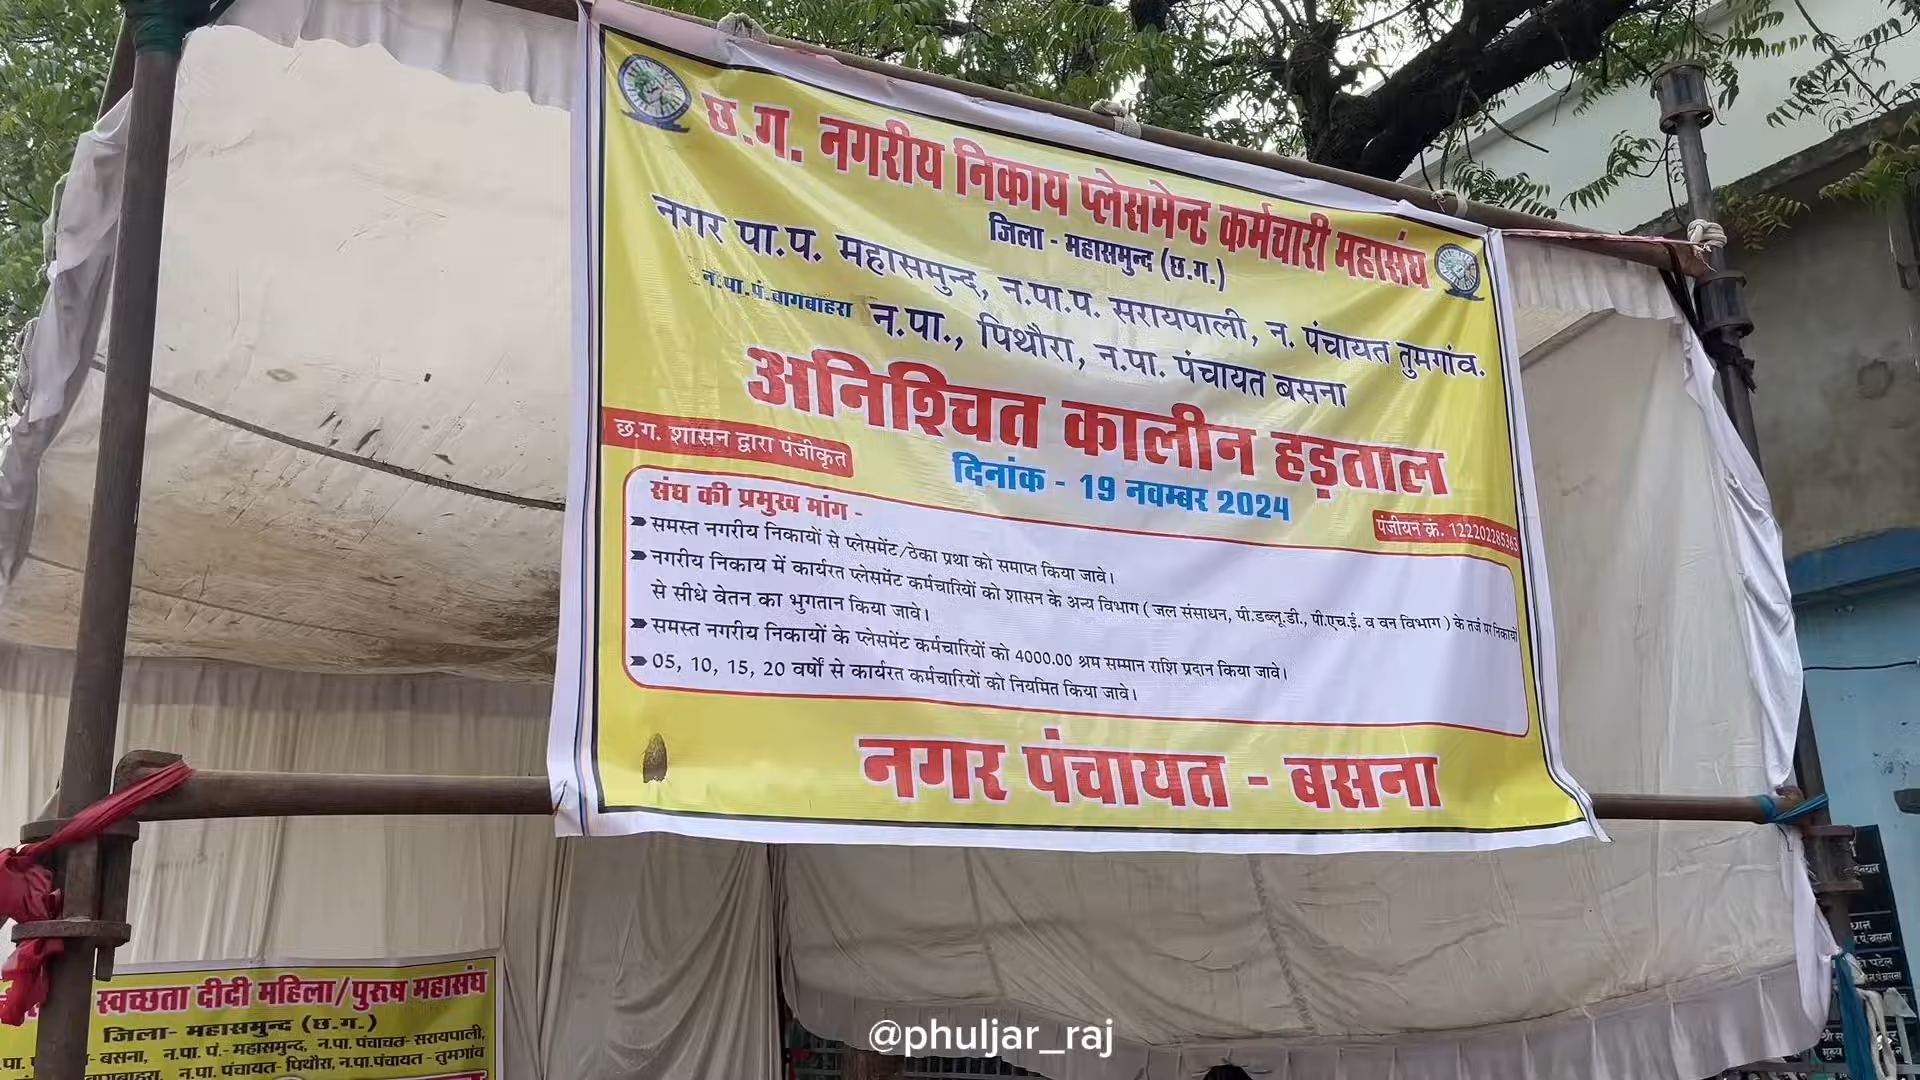 छ.ग. नगरीय निकाय प्लेसमेन्ट कर्मचारी महासंघ
जिला - महासमुन्द (छ.ग.)
नगर पा.प. महासमुन्द, न.पा.प. सरायपाली, न. पंचायत तुमगांव.
न.पा.पं.बागबाहरा न.पा., पिथौरा, न.पा. पंचायत बसना
अनिश्चित कालीन हड़ताल
छ.ग. शासन द्वारा पंजीकृत
दिनांक - 19 नवम्बर 2024
पंजीयन क्रं. 122202285363
संघ की प्रमुख मांग -
समस्त नगरीय निकायों से प्लेसमेंट/ठेका प्रथा को समाप्त किया जावे।
नगरीय निकाय में कार्यरत प्लेसमेंट कर्मचारियों को शासन के अन्य विभाग ( जल संसाधन, पी.डब्लू.डी., पी.एच.ई. व वन विभाग ) के तर्ज पर निकायों
से सीधे वेतन का भुगतान किया जावे।
समस्त नगरीय निकायों के प्लेसमेंट कर्मचारियों को 4000.00 श्रम सम्मान राशि प्रदान किया जावे।
05, 10, 15, 20 वर्षों से कार्यरत कर्मचारियों को नियमित किया जावे।
नगर पंचायत - बसना
स्वच्छता दीदी महिला/पुरूष महासंघ
जिला- महासमुन्द (छ.ग.)
- बसना, न.पा. पं.- महासमुन्द, न.पा. पंचाचत- सरायपाली,
न.पा. पंचायत- पिथौरा, न.पा.पंचायत - तुमगांव
@phuljar_raj